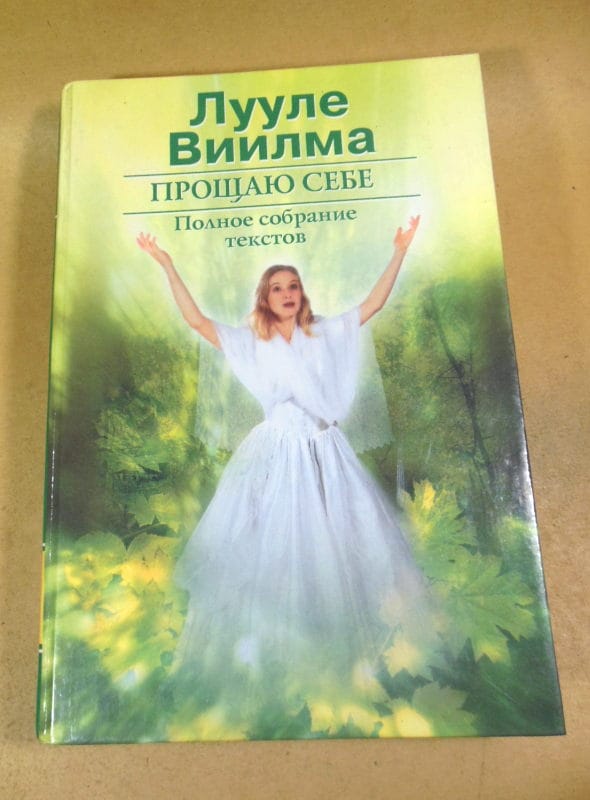 Лууле
Виилма
ПРОЩАЮ СЕБЕ
Полное собрание
текстов